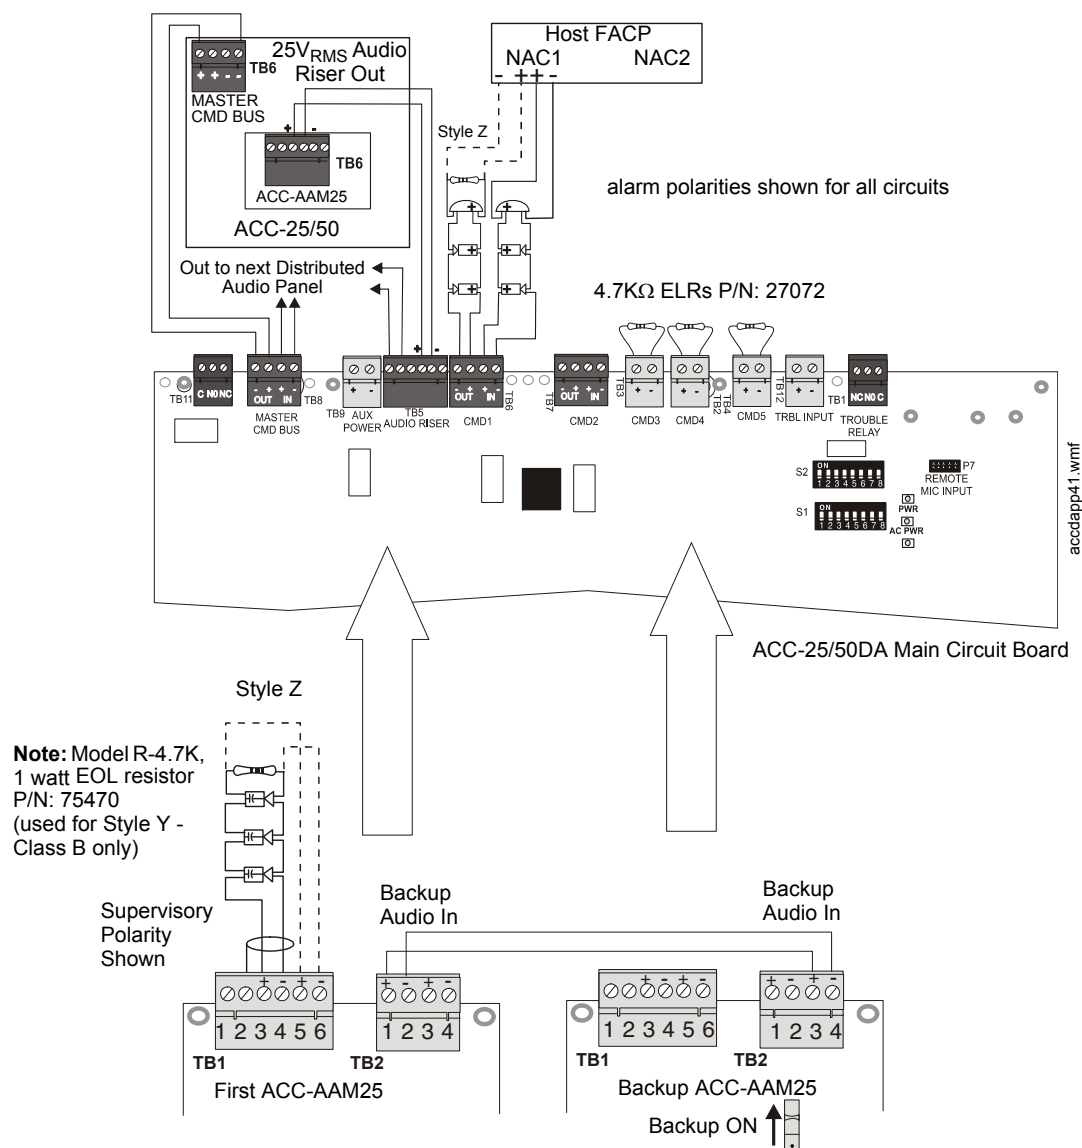 Host FACP
NAC1
NAC2
- + + -
25VRMS Audio
Riser Out
TB6
+ + - -
MASTER
CMD BUS
+ -
TB6
ACC-AAM25
ACC-25/50
Style Z
+ +
+ +
+ +
alarm polarities shown for all circuits
Out to next Distributed
Audio Panel
4.7KΩ ELRs P/N: 27072
+ -
TB11
C NO NC
- + + -
OUT IN
MASTER
CMD BUS
TB8
TB9
+ -
AUX
POWER
TB5
AUDIO RISER
- + + -
OUT IN
CMD1
TB6
TB7
- + + -
OUT IN
CMD2
TB3
+ -
CMD3
+ -
CMD4
TB2
TB4
+ -
CMD5
TB12
+ -
TRBL INPUT
TB1
NC NO C
TROUBLE
RELAY
S2
ON
1 2 3 4 5 6 7 8
P7
REMOTE
MIC INPUT
S1
ON
1 2 3 4 5 6 7 8
PWR
AC PWR
accdapp41.wmf
ACC-25/50DA Main Circuit Board
Style Z
Note: Model R-4.7K,
1 watt EOL resistor
P/N: 75470
(used for Style Y -
Class B only)
Supervisory
Polarity
Shown
Backup
Audio In
Backup
Audio In
+ - + -
1 2 3 4 5 6
TB1
+ - + -
1 2 3 4
TB2
First ACC-AAM25
+ - + -
1 2 3 4 5 6
TB1
+ - + -
1 2 3 4
TB2
Backup ACC-AAM25
Backup ON